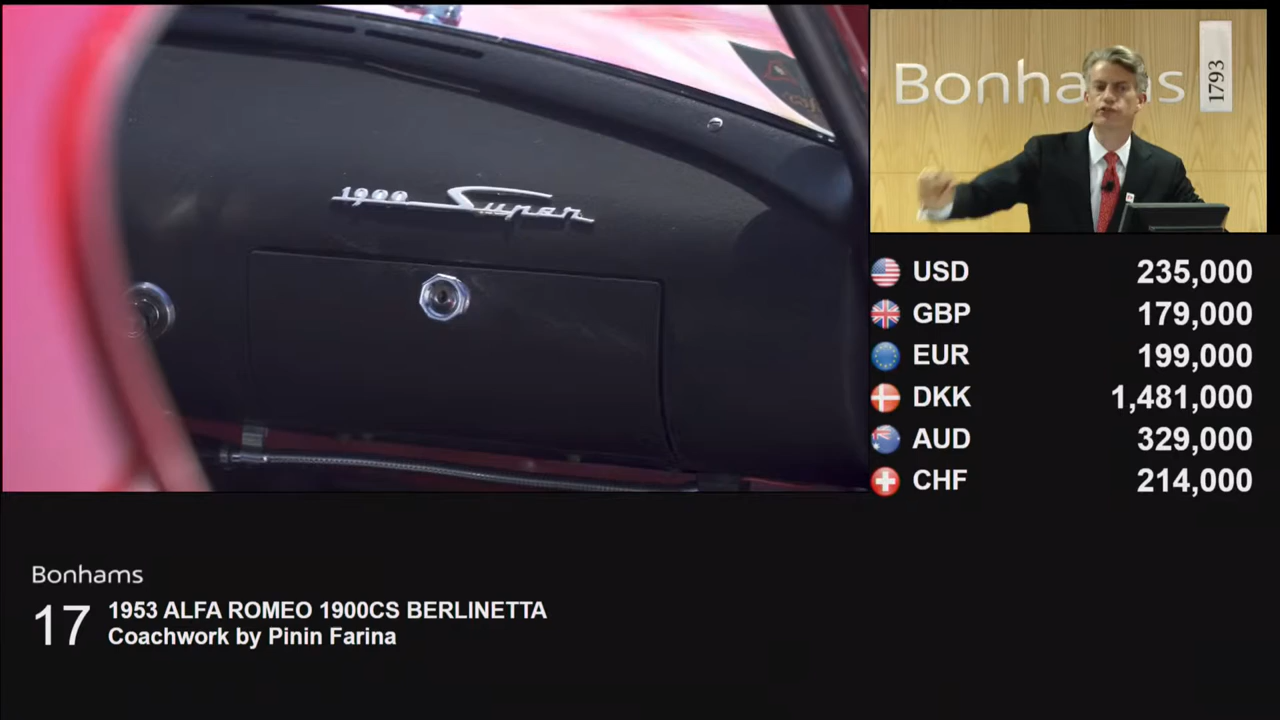 1900 Super
Bonhams
1793
USD 235,000
GBP 179,000
EUR 199,000
DKK 1,481,000
AUD 329,000
CHF 214,000
Bonhams
17
1953 ALFA ROMEO 1900CS BERLINETTA
Coachwork by Pinin Farina